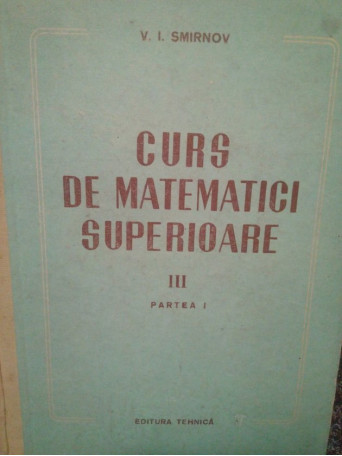 V. I. SMIRNOV
CURS
DE MATEMATICI
SUPERIOARE
III
PARTEA I
EDITURA TEHNICĂ